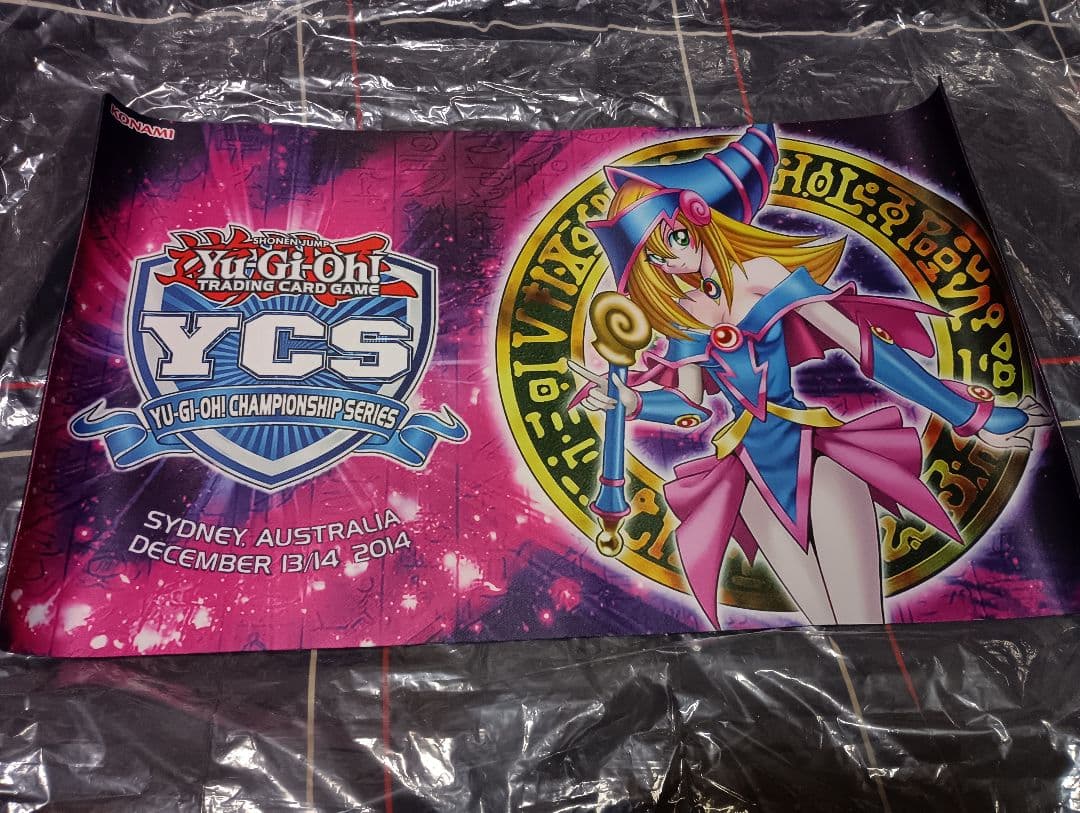 KONAMI
SHONEN JUMP
Yu-Gi-Oh!
TRADING CARD GAME
YCS
YU-GI-OH! CHAMPIONSHIP SERIES
SYDNEY, AUSTRALIA
DECEMBER 13/14 2014